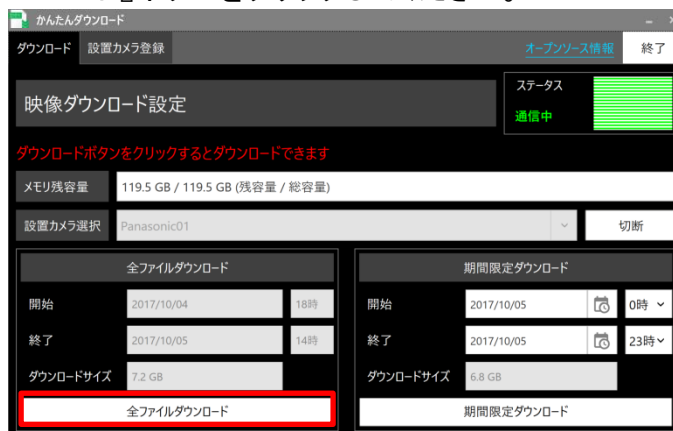 かんたんダウンロード
ダウンロード 設置カメラ登録 オープンソース情報 終了
映像ダウンロード設定
ステータス
通信中
ダウンロードボタンをクリックするとダウンロードできます
メモリ残容量 119.5 GB / 119.5 GB (残容量 / 総容量)
設置カメラ選択 Panasonic01 切断
全ファイルダウンロード 期間限定ダウンロード
開始 2017/10/04 18時 開始 2017/10/05 0時
終了 2017/10/05 14時 終了 2017/10/05 23時
ダウンロードサイズ 7.2 GB ダウンロードサイズ 6.8 GB
全ファイルダウンロード 期間限定ダウンロード